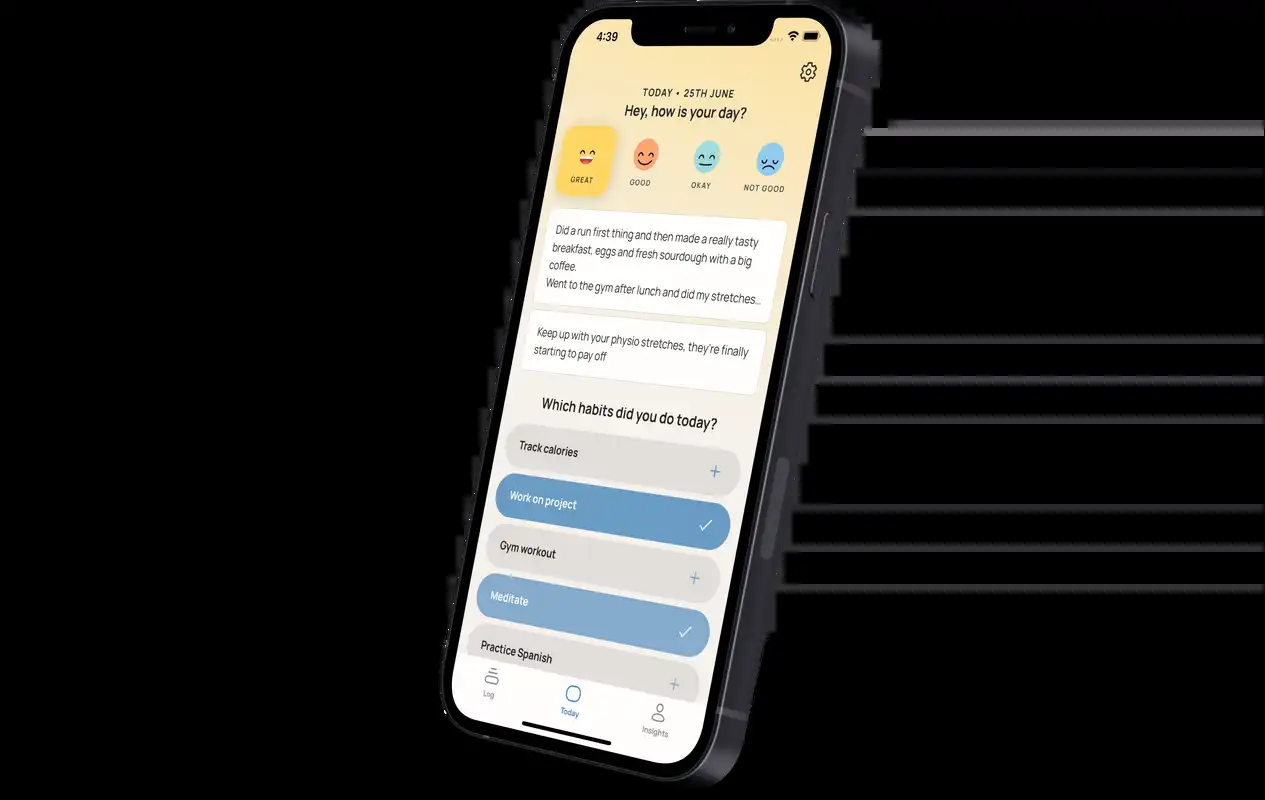 4:39
TODAY • 25TH JUNE
Hey, how is your day?
GREAT
GOOD
OKAY
NOT GOOD
Did a run first thing and then made a really tasty
breakfast, eggs and fresh sourdough with a big
coffee.
Went to the gym after lunch and did my stretches...
Keep up with your physio stretches, they're finally
starting to pay off
Which habits did you do today?
Track calories
Work on project
Gym workout
Meditate
Practice Spanish
Log
Today
Insights